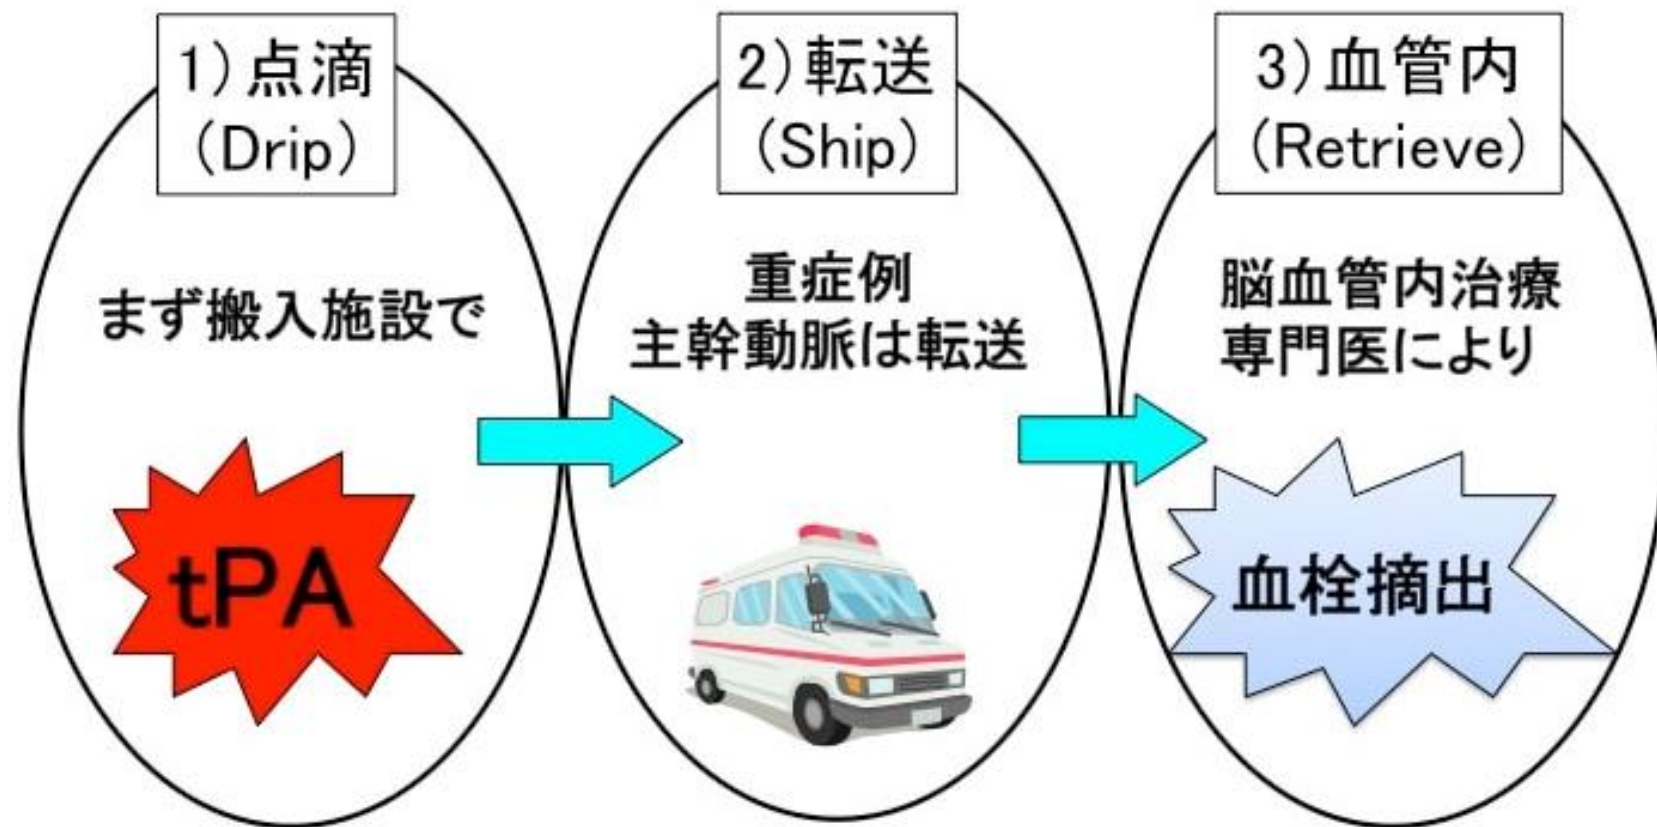 1)点滴
(Drip)
まず搬入施設で
tPA
2)転送
(Ship)
重症例
主幹動脈は転送
3)血管内
(Retrieve)
脳血管内治療
専門医により
血栓摘出